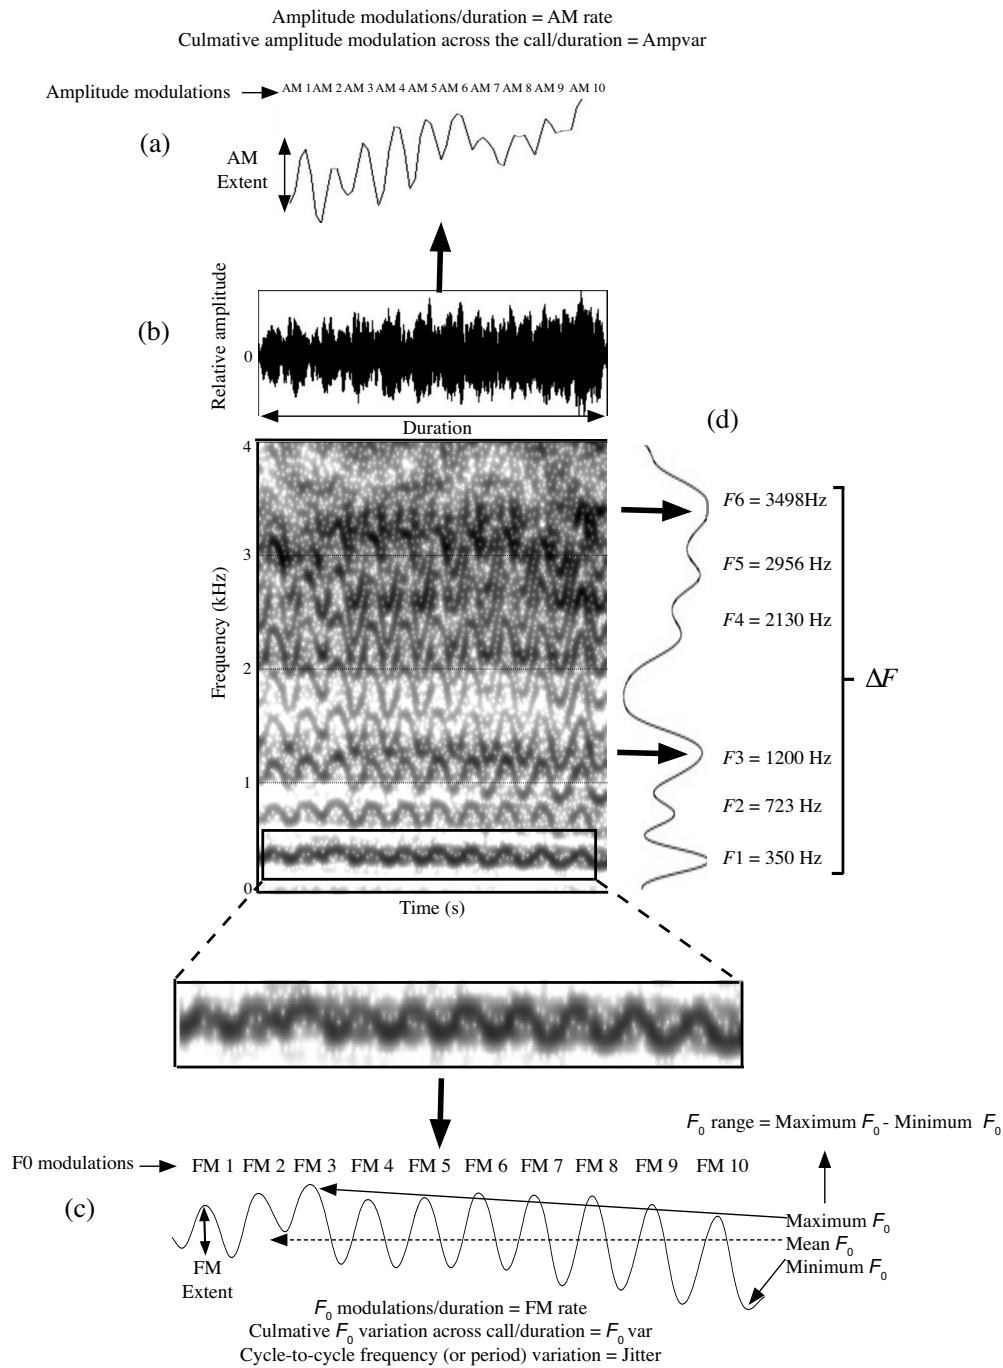 Amplitude modulations/duration = AM rate
Culmative amplitude modulation across the call/duration = Ampvar
Amplitude modulations
AM 1 AM 2 AM 3 AM 4 AM 5 AM 6 AM 7 AM 8 AM 9 AM 10
(a)
AM
Extent
(b)
Relative amplitude
0
Duration
(d)
4
3
2
1
0
Frequency (kHz)
Time (s)
F6 = 3498Hz
F5 = 2956 Hz
F4 = 2130 Hz
ΔF
F3 = 1200 Hz
F2 = 723 Hz
F1 = 350 Hz
F₀ range = Maximum F₀ - Minimum F₀
F0 modulations
FM 1 FM 2 FM 3 FM 4 FM 5 FM 6 FM 7 FM 8 FM 9 FM 10
(c)
Maximum F₀
Mean F₀
Minimum F₀
FM
Extent
F₀ modulations/duration = FM rate
Culmative F₀ variation across call/duration = F₀ var
Cycle-to-cycle frequency (or period) variation = Jitter